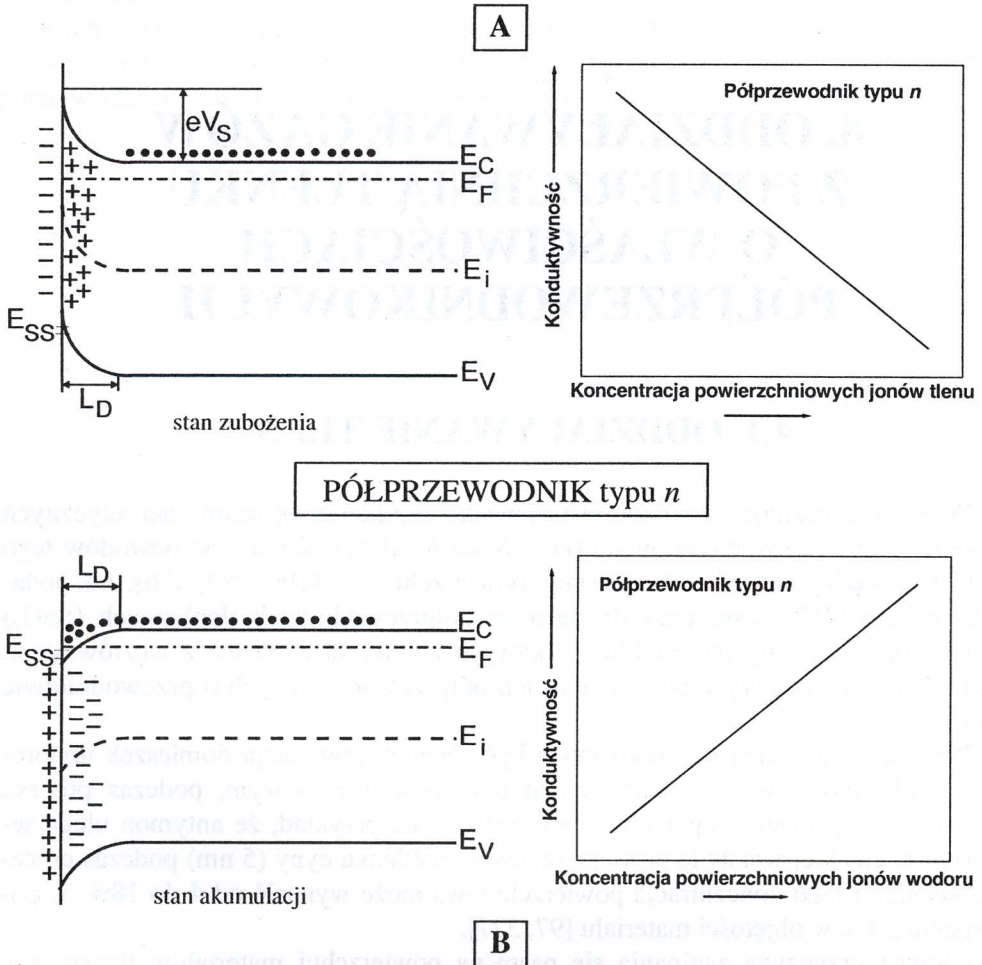 A
eV_S
E_C
E_F
E_i
E_SS
E_V
L_D
stan zubożenia
Półprzewodnik typu n
Konduktywność
Koncentracja powierzchniowych jonów tlenu
PÓŁPRZEWODNIK typu n
L_D
E_C
E_SS
E_F
E_i
E_V
stan akumulacji
Półprzewodnik typu n
Konduktywność
Koncentracja powierzchniowych jonów wodoru
B